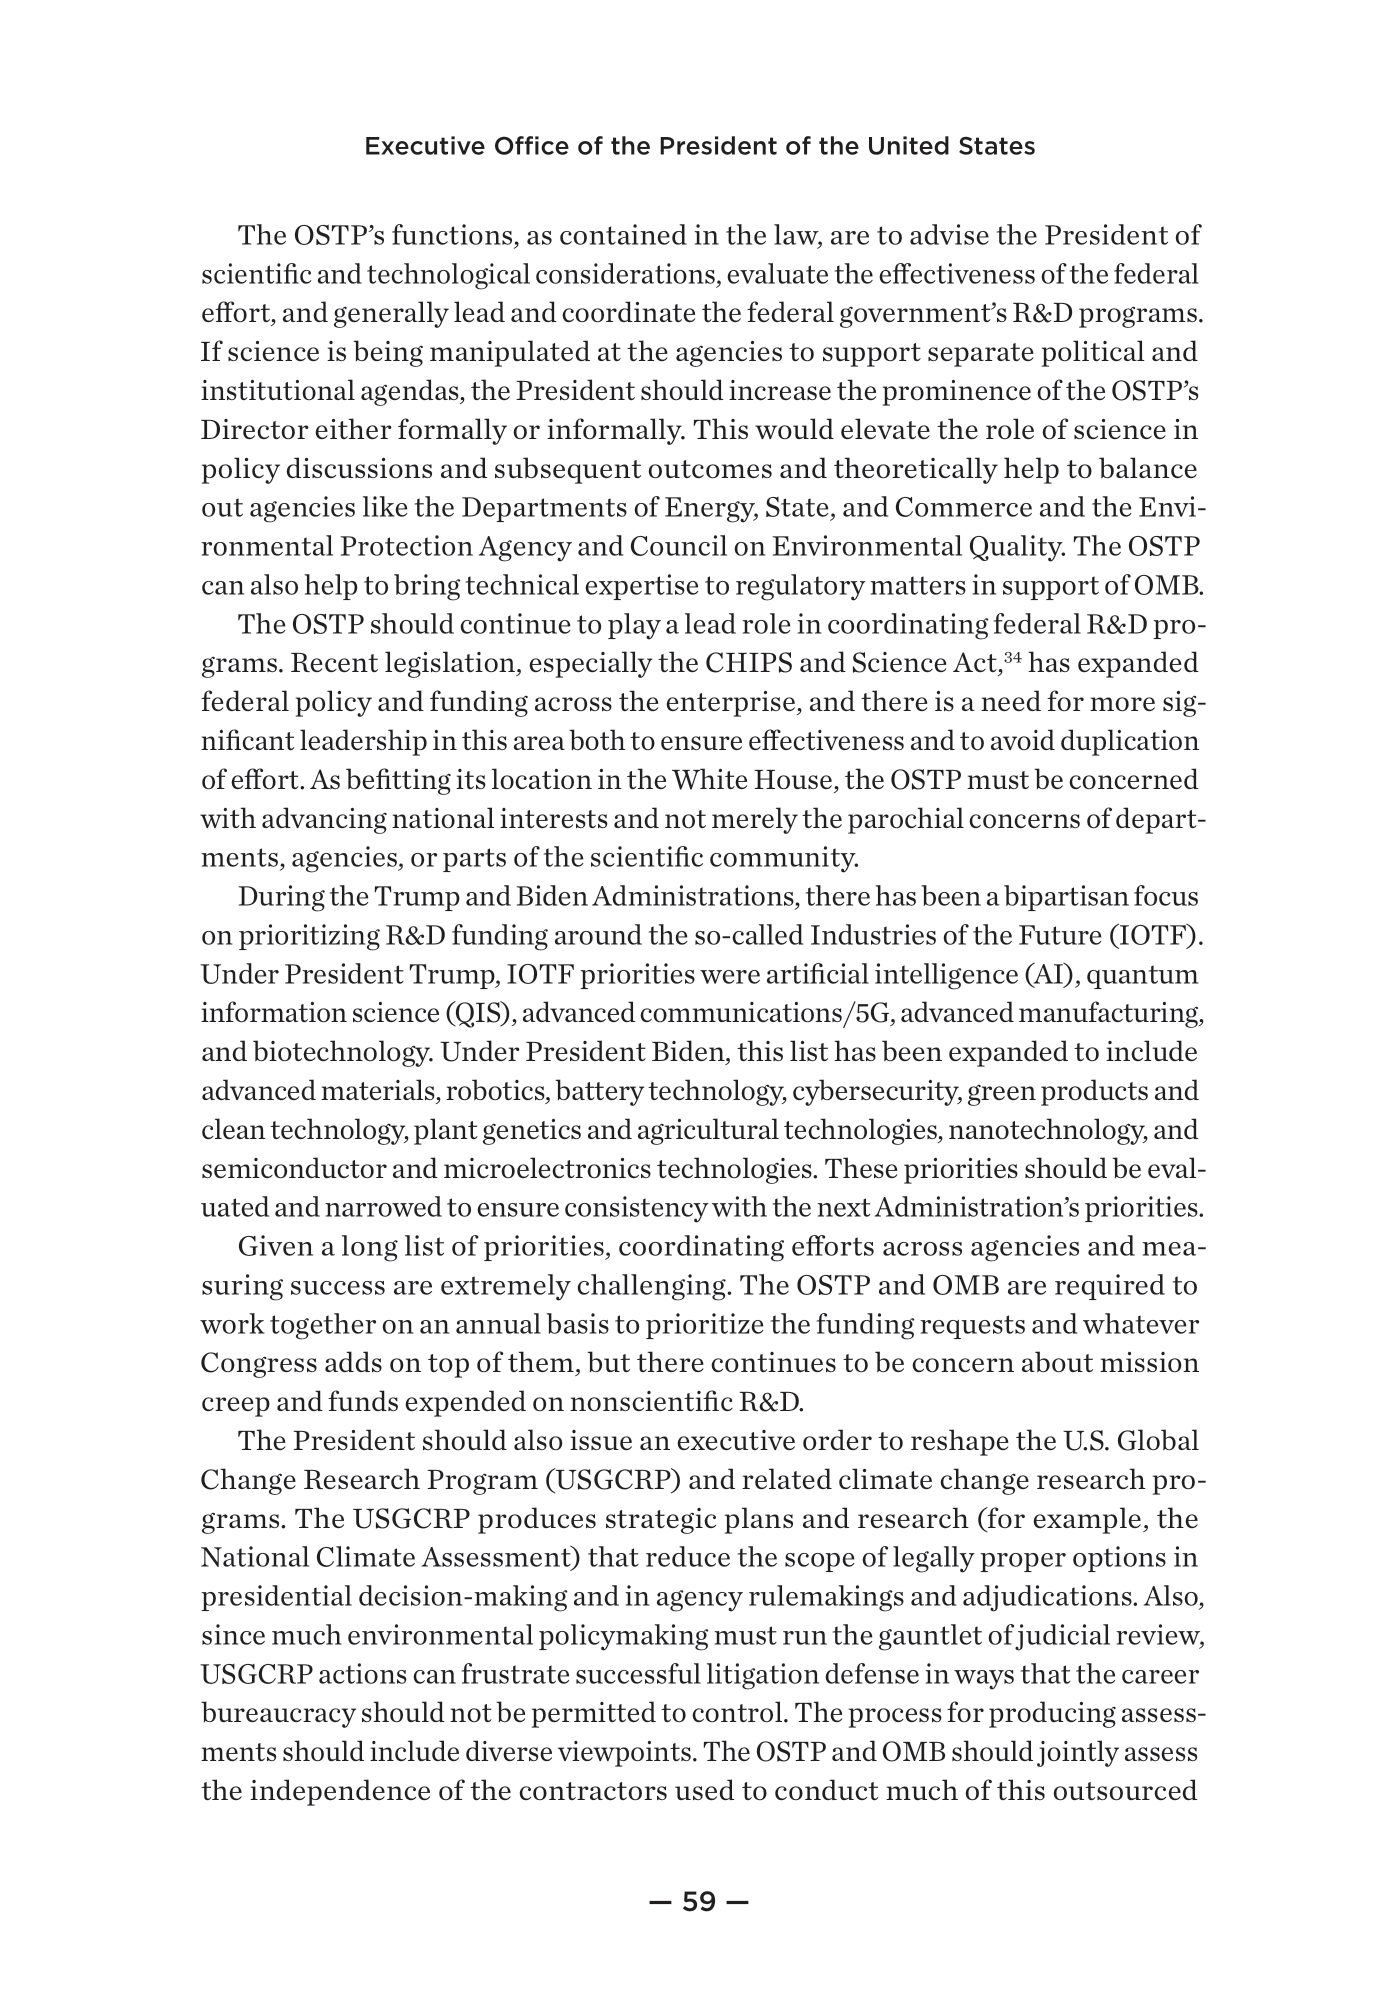 Executive Office of the President of the United States
The OSTP’s functions, as contained in the law, are to advise the President of
scientific and technological considerations, evaluate the effectiveness of the federal
effort, and generally lead and coordinate the federal government’s R&D programs.
If science is being manipulated at the agencies to support separate political and
institutional agendas, the President should increase the prominence of the OSTP’s
Director either formally or informally. This would elevate the role of science in
policy discussions and subsequent outcomes and theoretically help to balance
out agencies like the Departments of Energy, State, and Commerce and the Envi-
ronmental Protection Agency and Council on Environmental Quality. The OSTP
can also help to bring technical expertise to regulatory matters in support of OMB.
The OSTP should continue to play a lead role in coordinating federal R&D pro-
grams. Recent legislation, especially the CHIPS and Science Act,³⁴ has expanded
federal policy and funding across the enterprise, and there is a need for more sig-
nificant leadership in this area both to ensure effectiveness and to avoid duplication
of effort. As befitting its location in the White House, the OSTP must be concerned
with advancing national interests and not merely the parochial concerns of depart-
ments, agencies, or parts of the scientific community.
During the Trump and Biden Administrations, there has been a bipartisan focus
on prioritizing R&D funding around the so-called Industries of the Future (IOTF).
Under President Trump, IOTF priorities were artificial intelligence (AI), quantum
information science (QIS), advanced communications/5G, advanced manufacturing,
and biotechnology. Under President Biden, this list has been expanded to include
advanced materials, robotics, battery technology, cybersecurity, green products and
clean technology, plant genetics and agricultural technologies, nanotechnology, and
semiconductor and microelectronics technologies. These priorities should be eval-
uated and narrowed to ensure consistency with the next Administration’s priorities.
Given a long list of priorities, coordinating efforts across agencies and mea-
suring success are extremely challenging. The OSTP and OMB are required to
work together on an annual basis to prioritize the funding requests and whatever
Congress adds on top of them, but there continues to be concern about mission
creep and funds expended on nonscientific R&D.
The President should also issue an executive order to reshape the U.S. Global
Change Research Program (USGCRP) and related climate change research pro-
grams. The USGCRP produces strategic plans and research (for example, the
National Climate Assessment) that reduce the scope of legally proper options in
presidential decision-making and in agency rulemakings and adjudications. Also,
since much environmental policymaking must run the gauntlet of judicial review,
USGCRP actions can frustrate successful litigation defense in ways that the career
bureaucracy should not be permitted to control. The process for producing assess-
ments should include diverse viewpoints. The OSTP and OMB should jointly assess
the independence of the contractors used to conduct much of this outsourced
— 59 —